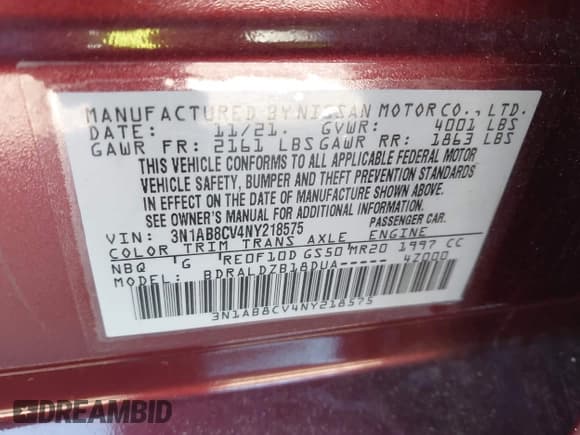 MANUFACTURED BY NISSAN MOTOR CO., LTD.
DATE: 11/21. GVWR: 4001 LBS
GAWR FR: 2161 LBS GAWR RR: 1863 LBS
THIS VEHICLE CONFORMS TO ALL APPLICABLE FEDERAL MOTOR
VEHICLE SAFETY, BUMPER AND THEFT PREVENTION STANDARDS
IN EFFECT ON THE DATE OF MANUFACTURE SHOWN ABOVE.
SEE OWNER'S MANUAL FOR ADDITIONAL INFORMATION.
VIN: 3N1AB8CV4NY218575 PASSENGER CAR.
COLOR TRIM TRANS AXLE ENGINE
NBQ G RE0F10D GS50 MR20 1997 CC
MODEL: BDRALDZB18DUA----- 4Z000
3N1AB8CV4NY218575
DREAMBID